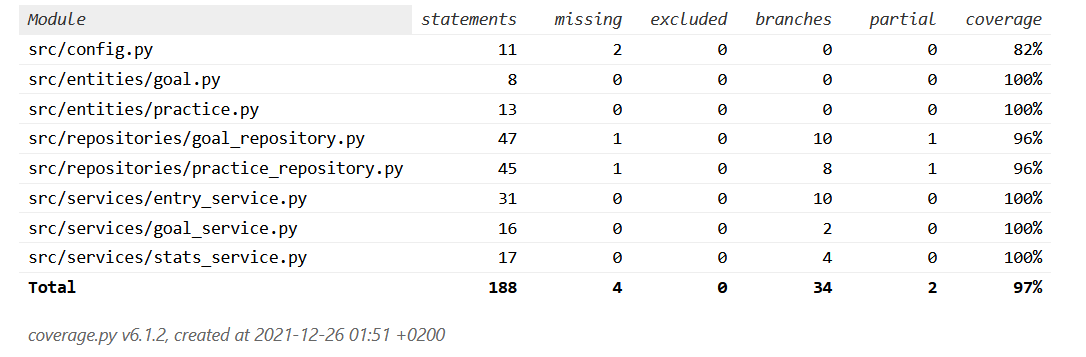 Module statements missing excluded branches partial coverage
src/config.py 11 2 0 0 0 82%
src/entities/goal.py 8 0 0 0 0 100%
src/entities/practice.py 13 0 0 0 0 100%
src/repositories/goal_repository.py 47 1 0 10 1 96%
src/repositories/practice_repository.py 45 1 0 8 1 96%
src/services/entry_service.py 31 0 0 10 0 100%
src/services/goal_service.py 16 0 0 2 0 100%
src/services/stats_service.py 17 0 0 4 0 100%
Total 188 4 0 34 2 97%
coverage.py v6.1.2, created at 2021-12-26 01:51 +0200